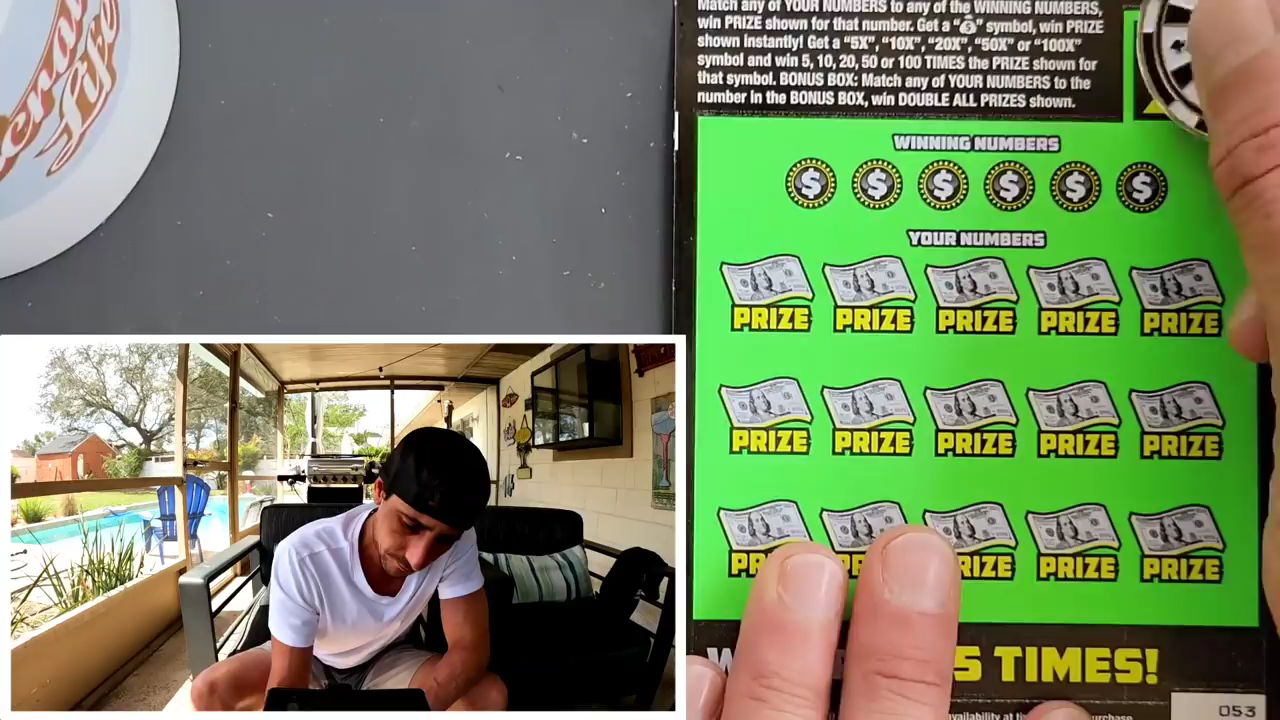 Match any of YOUR NUMBERS to any of the WINNING NUMBERS,
win PRIZE shown for that number. Get a "💰" symbol, win PRIZE
shown instantly! Get a "5X", "10X", "20X", "50X" or "100X"
symbol and win 5, 10, 20, 50 or 100 TIMES the PRIZE shown for
that symbol. BONUS BOX: Match any of YOUR NUMBERS to the
number in the BONUS BOX, win DOUBLE ALL PRIZES shown.
WINNING NUMBERS
$ $ $ $ $ $
YOUR NUMBERS
PRIZE PRIZE PRIZE PRIZE PRIZE
PRIZE PRIZE PRIZE PRIZE PRIZE
PRIZE PRIZE PRIZE
5 TIMES!
053
Life